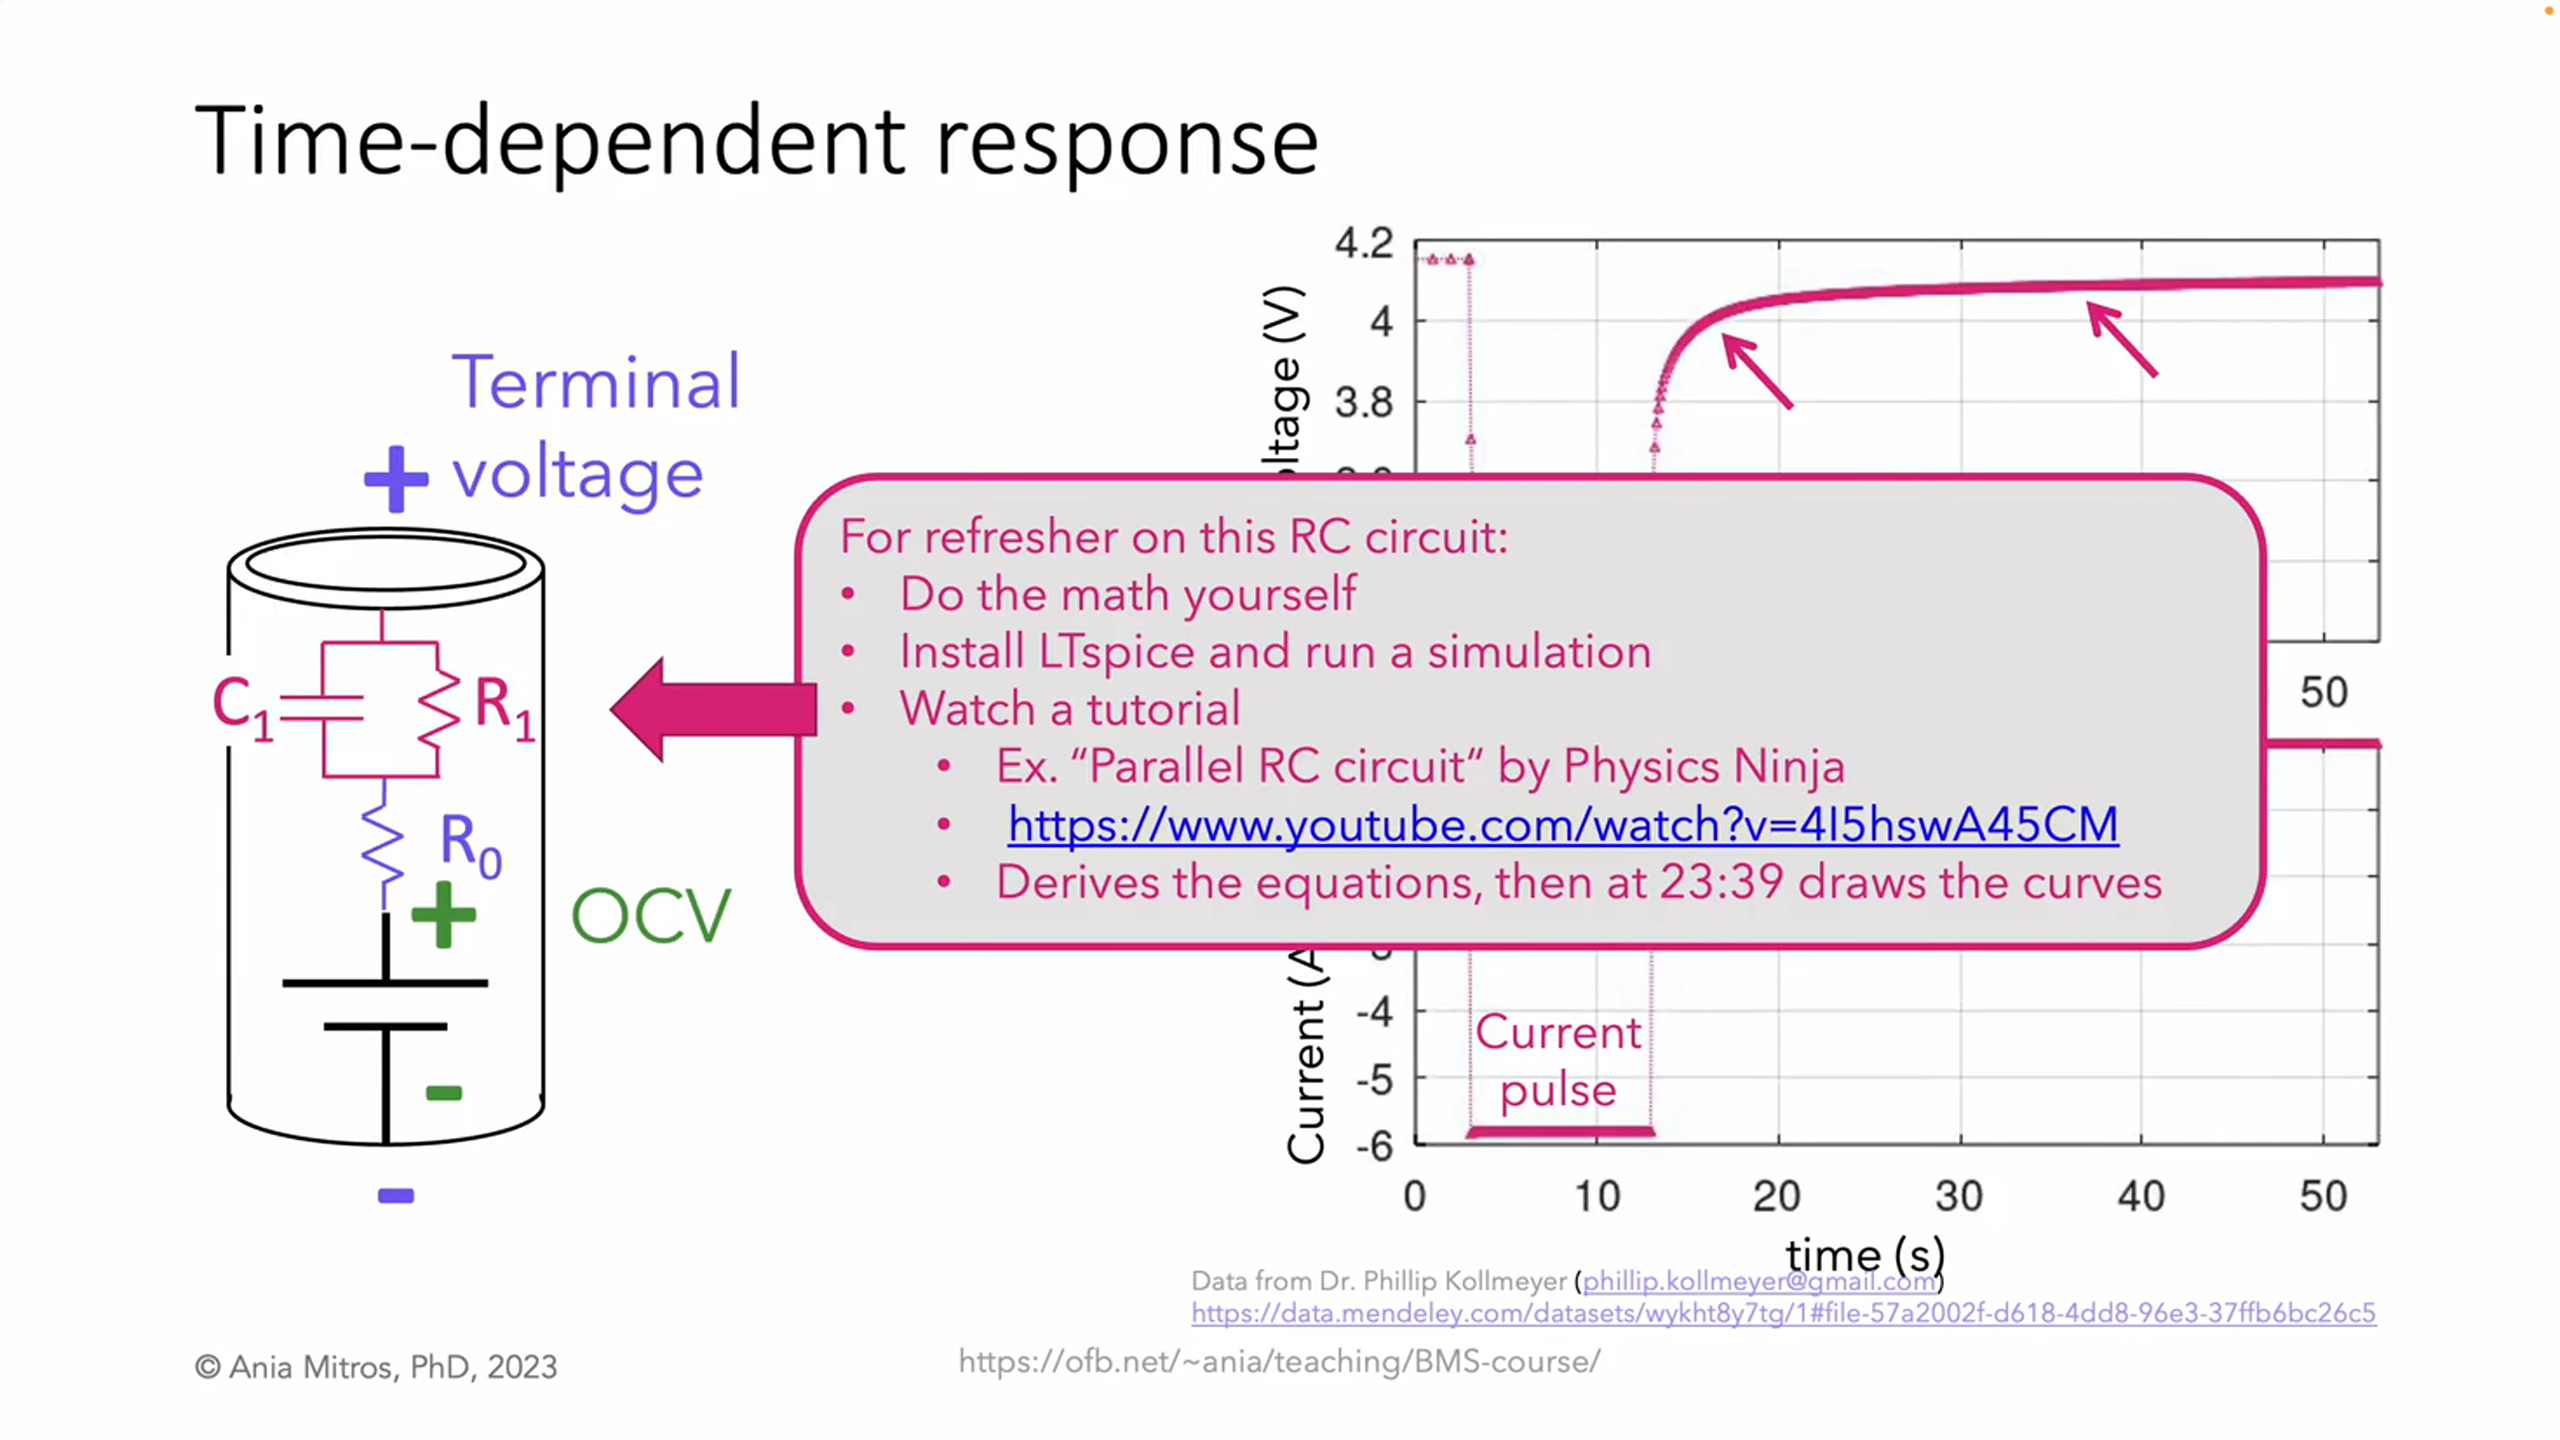 Time-dependent response
Terminal
voltage
+
C1
R1
R0
+
OCV
-
-
4.2
4
3.8
ltage (V)
For refresher on this RC circuit:
• Do the math yourself
• Install LTspice and run a simulation
• Watch a tutorial
• Ex. “Parallel RC circuit“ by Physics Ninja
• https://www.youtube.com/watch?v=4I5hswA45CM
• Derives the equations, then at 23:39 draws the curves
50
Current (A
-4
-5
-6
Current
pulse
0 10 20 30 40 50
time (s)
Data from Dr. Phillip Kollmeyer (phillip.kollmeyer@gmail.com)
https://data.mendeley.com/datasets/wykht8y7tg/1#file-57a2002f-d618-4dd8-96e3-37ffb6bc26c5
© Ania Mitros, PhD, 2023
https://ofb.net/~ania/teaching/BMS-course/